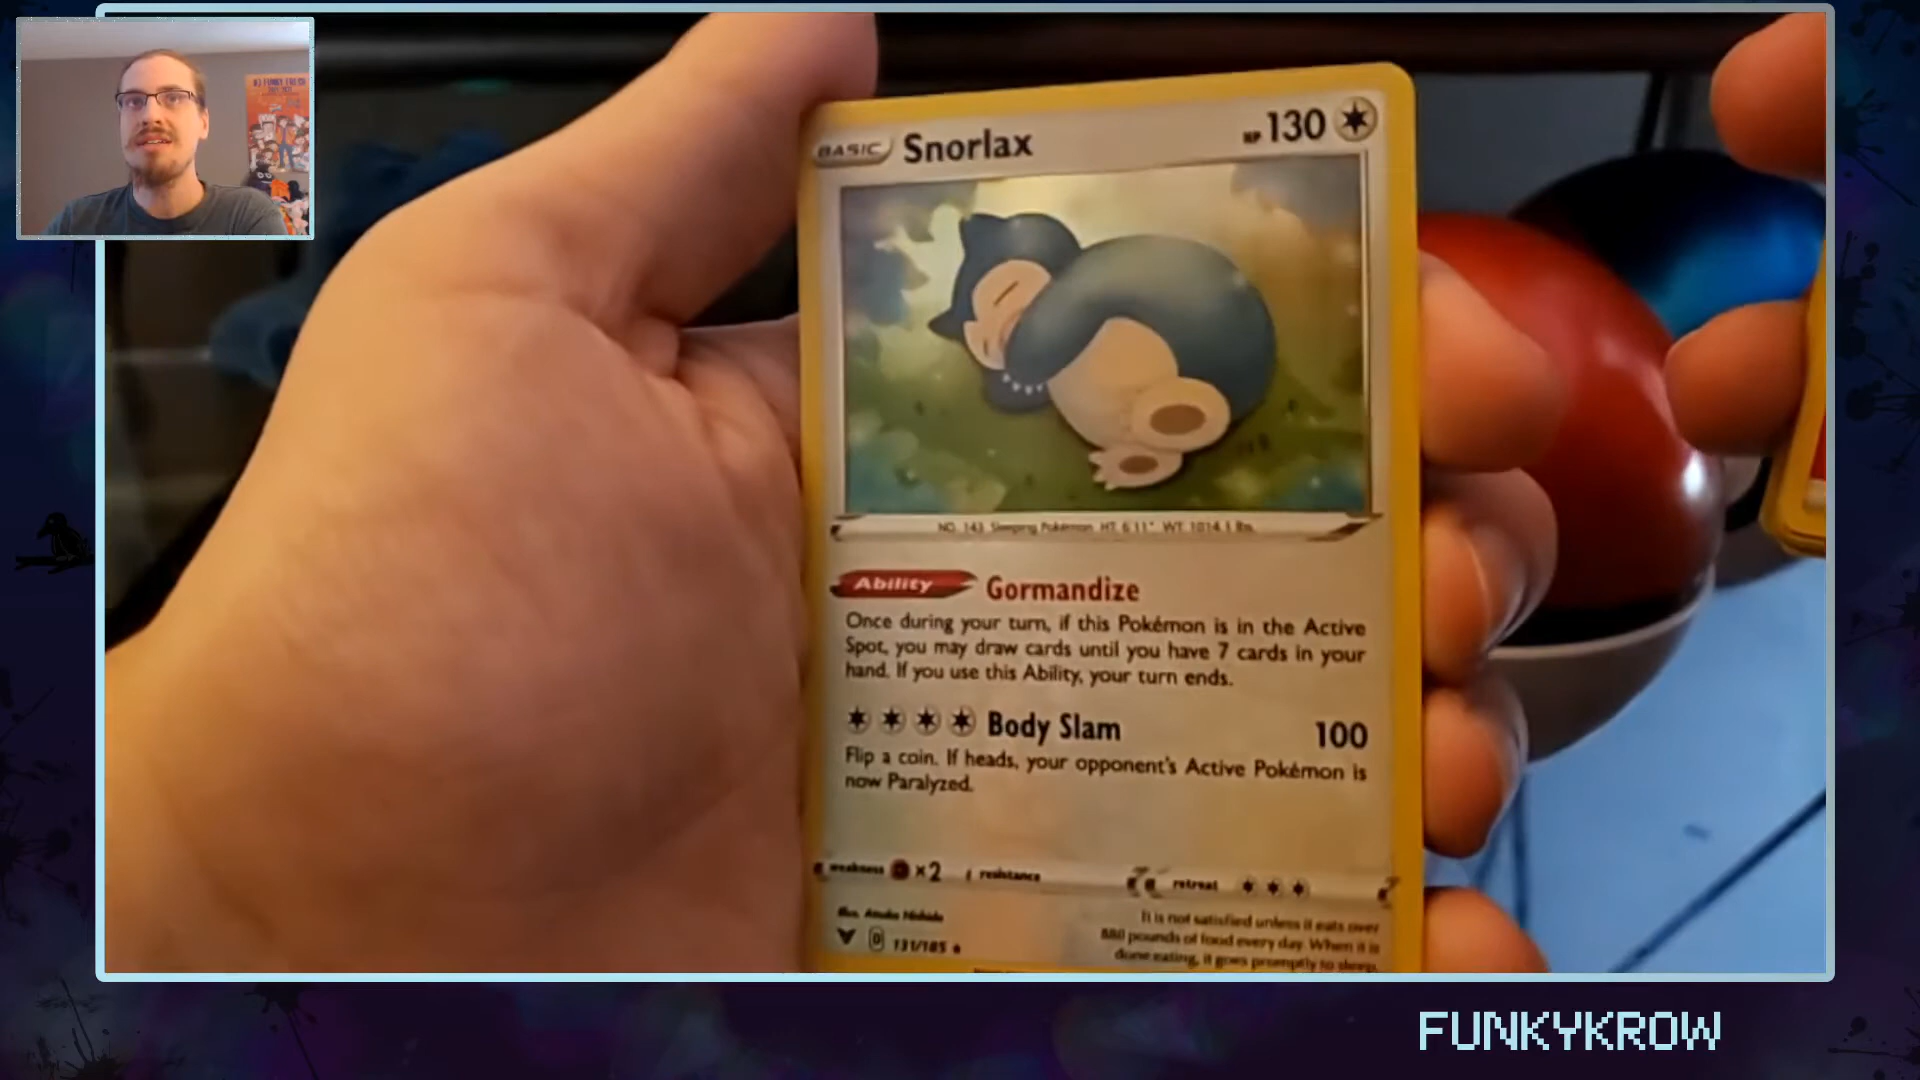 BASIC Snorlax HP 130
NO. 143 Sleeping Pokémon HT: 6'11" WT: 1014.1 lbs.
Ability Gormandize
Once during your turn, if this Pokémon is in the Active
Spot, you may draw cards until you have 7 cards in your
hand. If you use this Ability, your turn ends.
Body Slam 100
Flip a coin. If heads, your opponent's Active Pokémon is
now Paralyzed.
weakness ×2 resistance retreat
Illus. Atsuko Nishida
D 131/185
It is not satisfied unless it eats over
880 pounds of food every day. When it is
done eating, it goes promptly to sleep.
FUNKYKROW